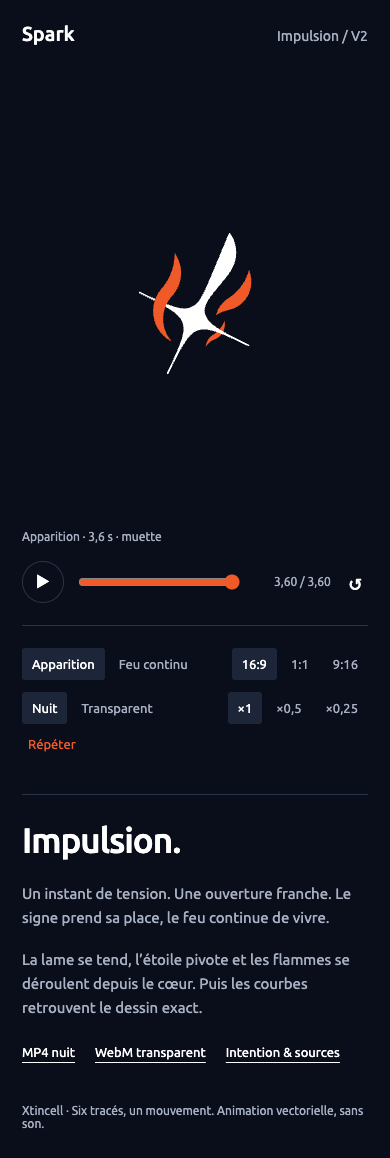 Spark
Impulsion / V2
Apparition · 3,6 s · muette
3,60 / 3,60
Apparition Feu continu 16:9 1:1 9:16
Nuit Transparent ×1 ×0,5 ×0,25
Répéter
Impulsion.
Un instant de tension. Une ouverture franche. Le
signe prend sa place, le feu continue de vivre.
La lame se tend, l’étoile pivote et les flammes se
déroulent depuis le cœur. Puis les courbes
retrouvent le dessin exact.
MP4 nuit WebM transparent Intention & sources
Xtincell · Six tracés, un mouvement. Animation vectorielle, sans
son.